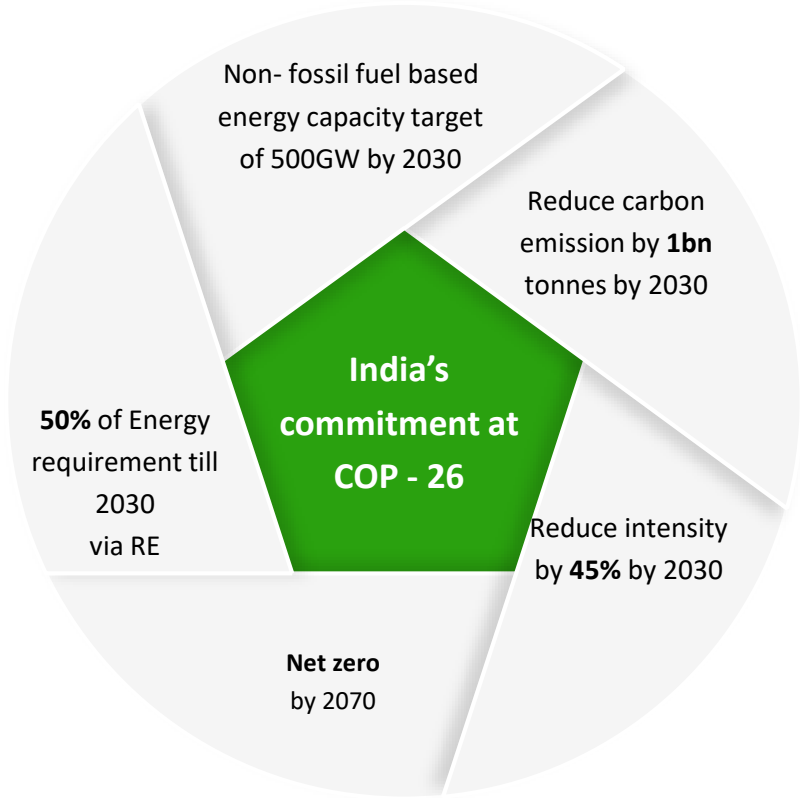 Non- fossil fuel based
energy capacity target
of 500GW by 2030
Reduce carbon
emission by 1bn
tonnes by 2030
India’s
commitment at
COP - 26
50% of Energy
requirement till
2030
via RE
Reduce intensity
by 45% by 2030
Net zero
by 2070